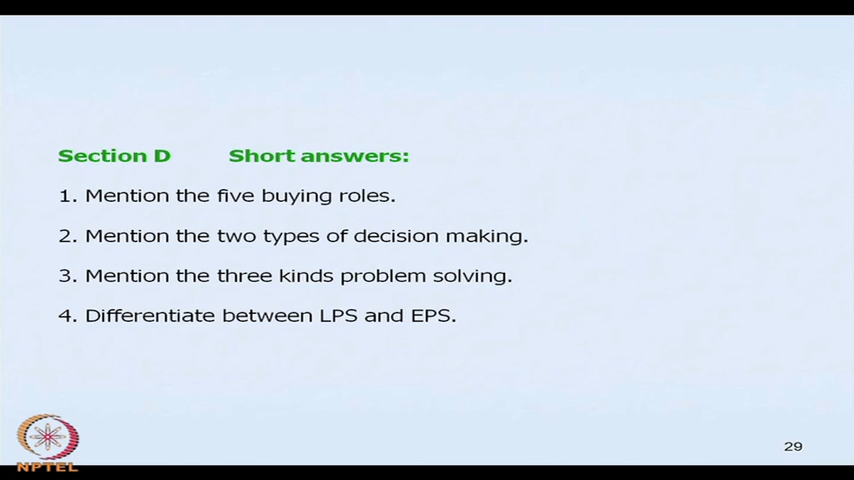 Section D Short answers:
1. Mention the five buying roles.
2. Mention the two types of decision making.
3. Mention the three kinds problem solving.
4. Differentiate between LPS and EPS.
29
NPTEL